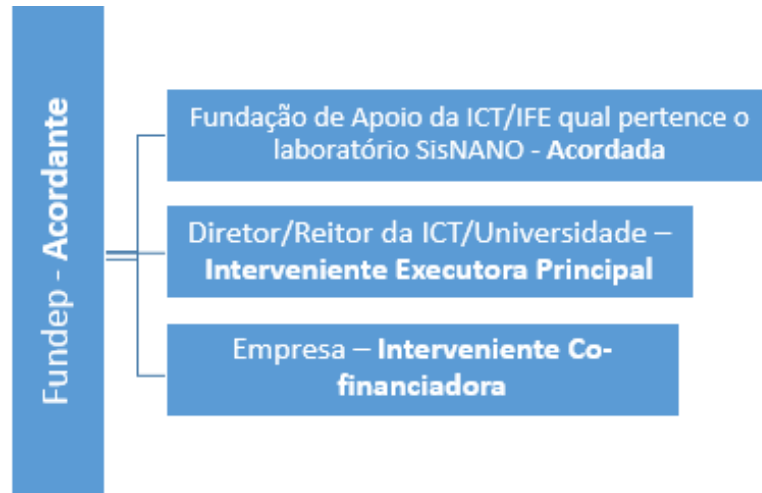 Fundep - Acordante
Fundação de Apoio da ICT/IFE qual pertence o
laboratório SisNANO - Acordada
Diretor/Reitor da ICT/Universidade –
Interveniente Executora Principal
Empresa – Interveniente Co-
financiadora